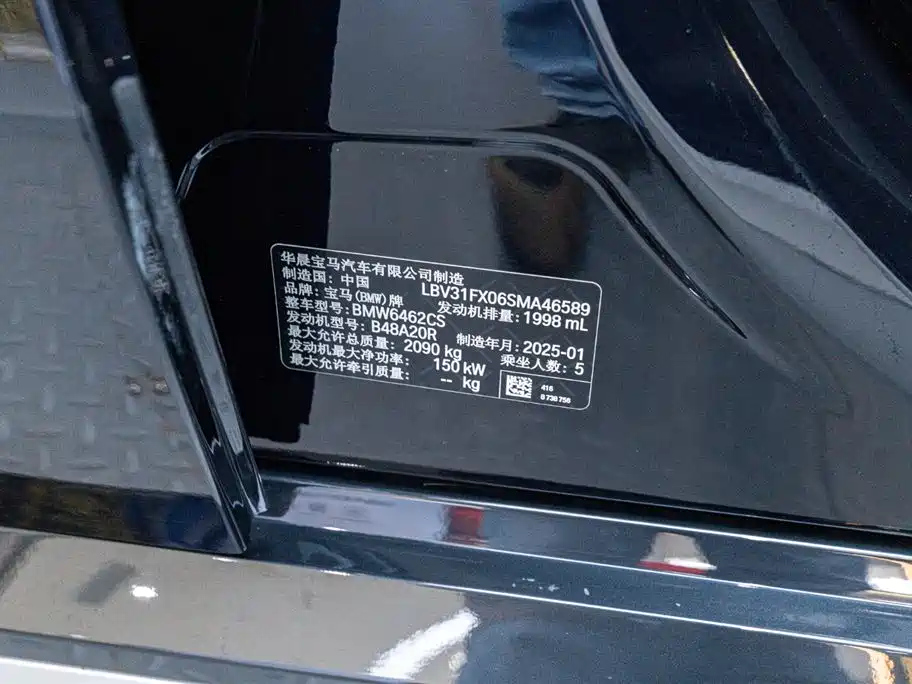 华晨宝马汽车有限公司制造
制造国: 中国 LBV31FX06SMA46589
品牌: 宝马(BMW)牌 发动机排量: 1998 mL
整车型号: BMW6462CS
发动机型号: B48A20R 制造年月: 2025-01
最大允许总质量: 2090 kg 乘坐人数: 5
发动机最大净功率: 150 kW
最大允许牵引质量: -- kg
416
8 738 756